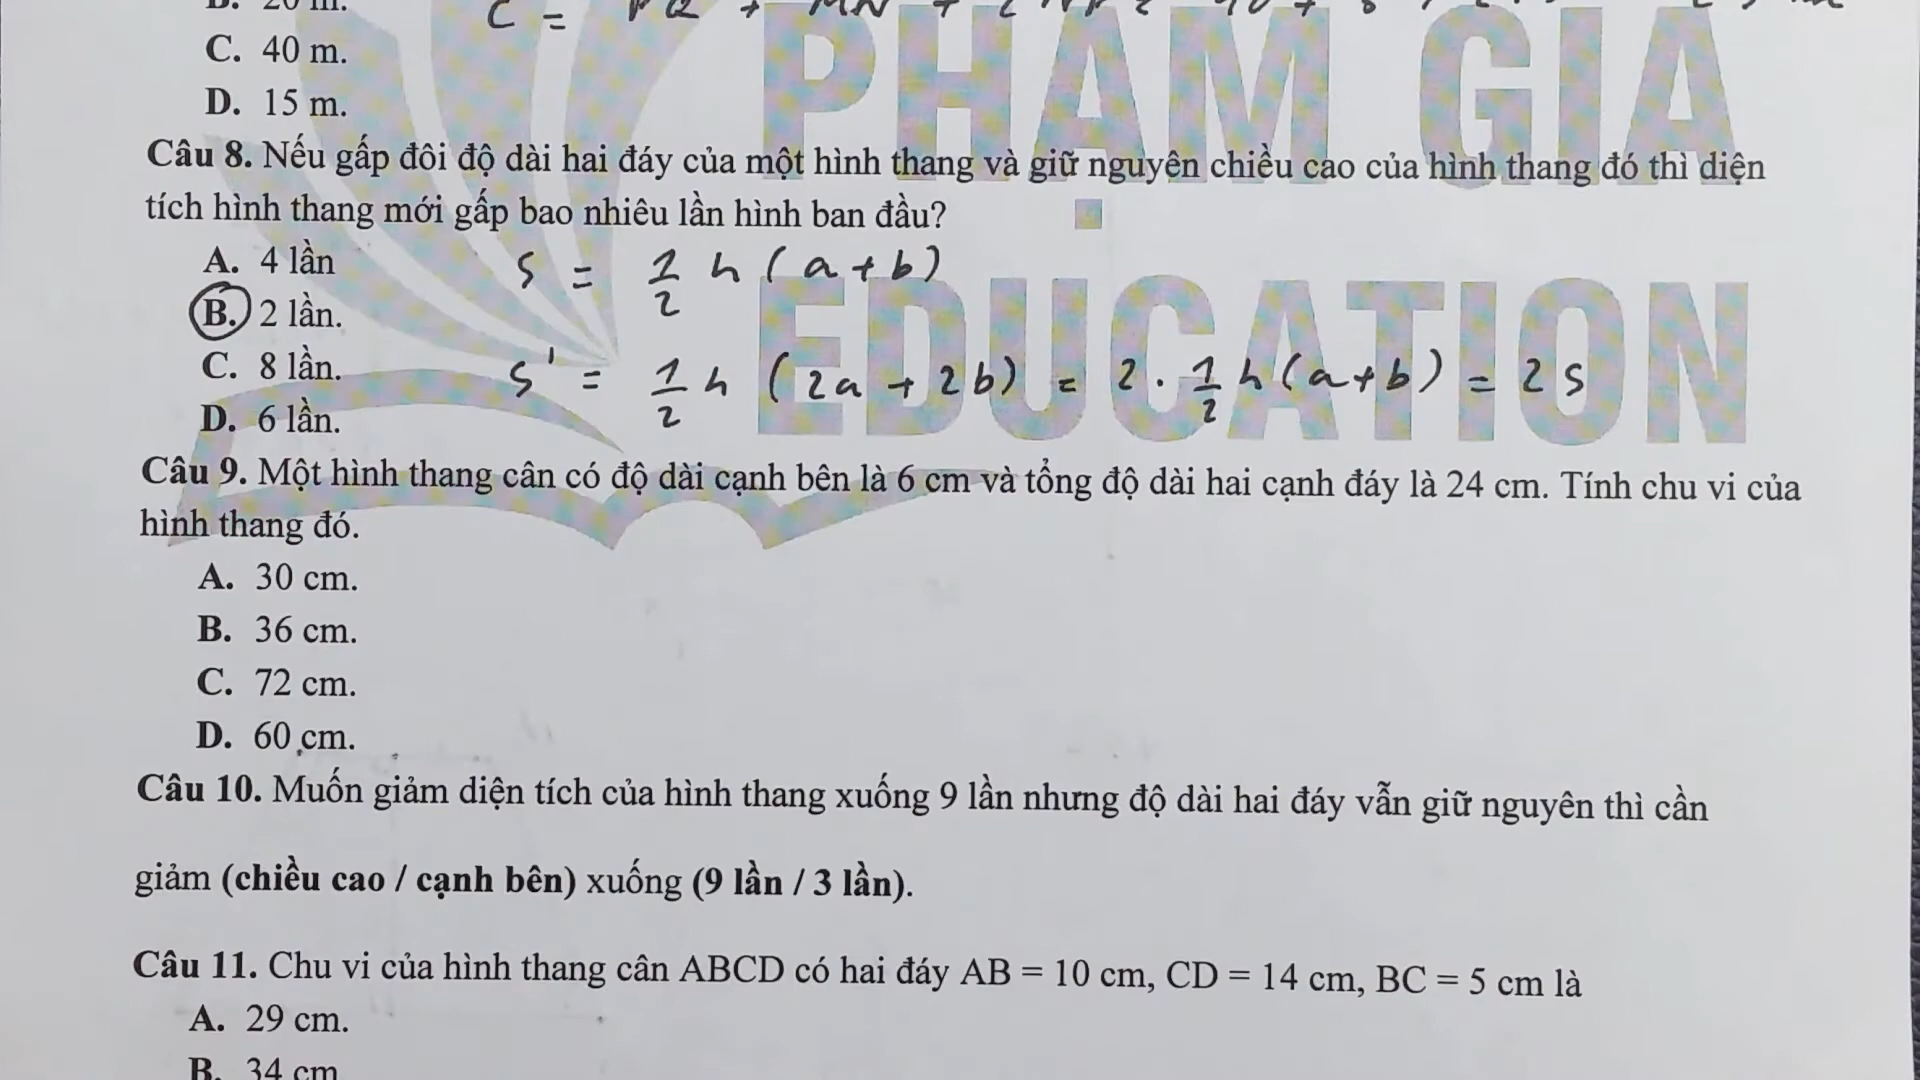 C =
C. 40 m.
D. 15 m.
PHẠM GIA
Câu 8. Nếu gấp đôi độ dài hai đáy của một hình thang và giữ nguyên chiều cao của hình thang đó thì diện
tích hình thang mới gấp bao nhiêu lần hình ban đầu?
A. 4 lần
S = 1/2 h (a + b)
B. 2 lần.
EDUCATION
C. 8 lần.
S' = 1/2 h (2a + 2b) = 2 . 1/2 h (a + b) = 2 S
D. 6 lần.
Câu 9. Một hình thang cân có độ dài cạnh bên là 6 cm và tổng độ dài hai cạnh đáy là 24 cm. Tính chu vi của
hình thang đó.
A. 30 cm.
B. 36 cm.
C. 72 cm.
D. 60 cm.
Câu 10. Muốn giảm diện tích của hình thang xuống 9 lần nhưng độ dài hai đáy vẫn giữ nguyên thì cần
giảm (chiều cao / cạnh bên) xuống (9 lần / 3 lần).
Câu 11. Chu vi của hình thang cân ABCD có hai đáy AB = 10 cm, CD = 14 cm, BC = 5 cm là
A. 29 cm.
B. 34 cm